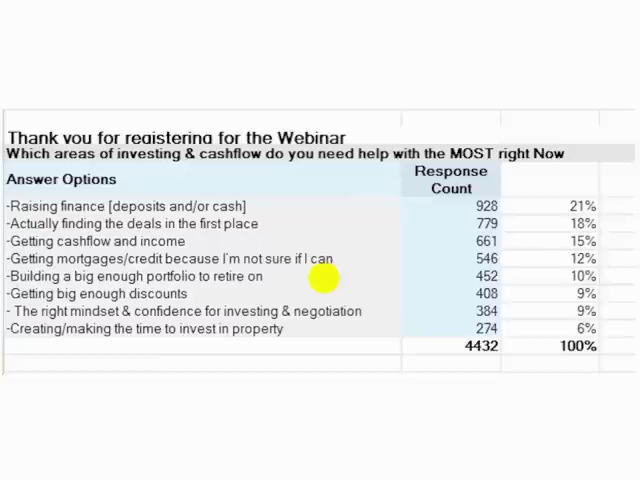 Thank you for registering for the Webinar
Which areas of investing & cashflow do you need help with the MOST right Now
Answer Options Response Count
-Raising finance [deposits and/or cash] 928 21%
-Actually finding the deals in the first place 779 18%
-Getting cashflow and income 661 15%
-Getting mortgages/credit because I'm not sure if I can 546 12%
-Building a big enough portfolio to retire on 452 10%
-Getting big enough discounts 408 9%
- The right mindset & confidence for investing & negotiation 384 9%
-Creating/making the time to invest in property 274 6%
4432 100%